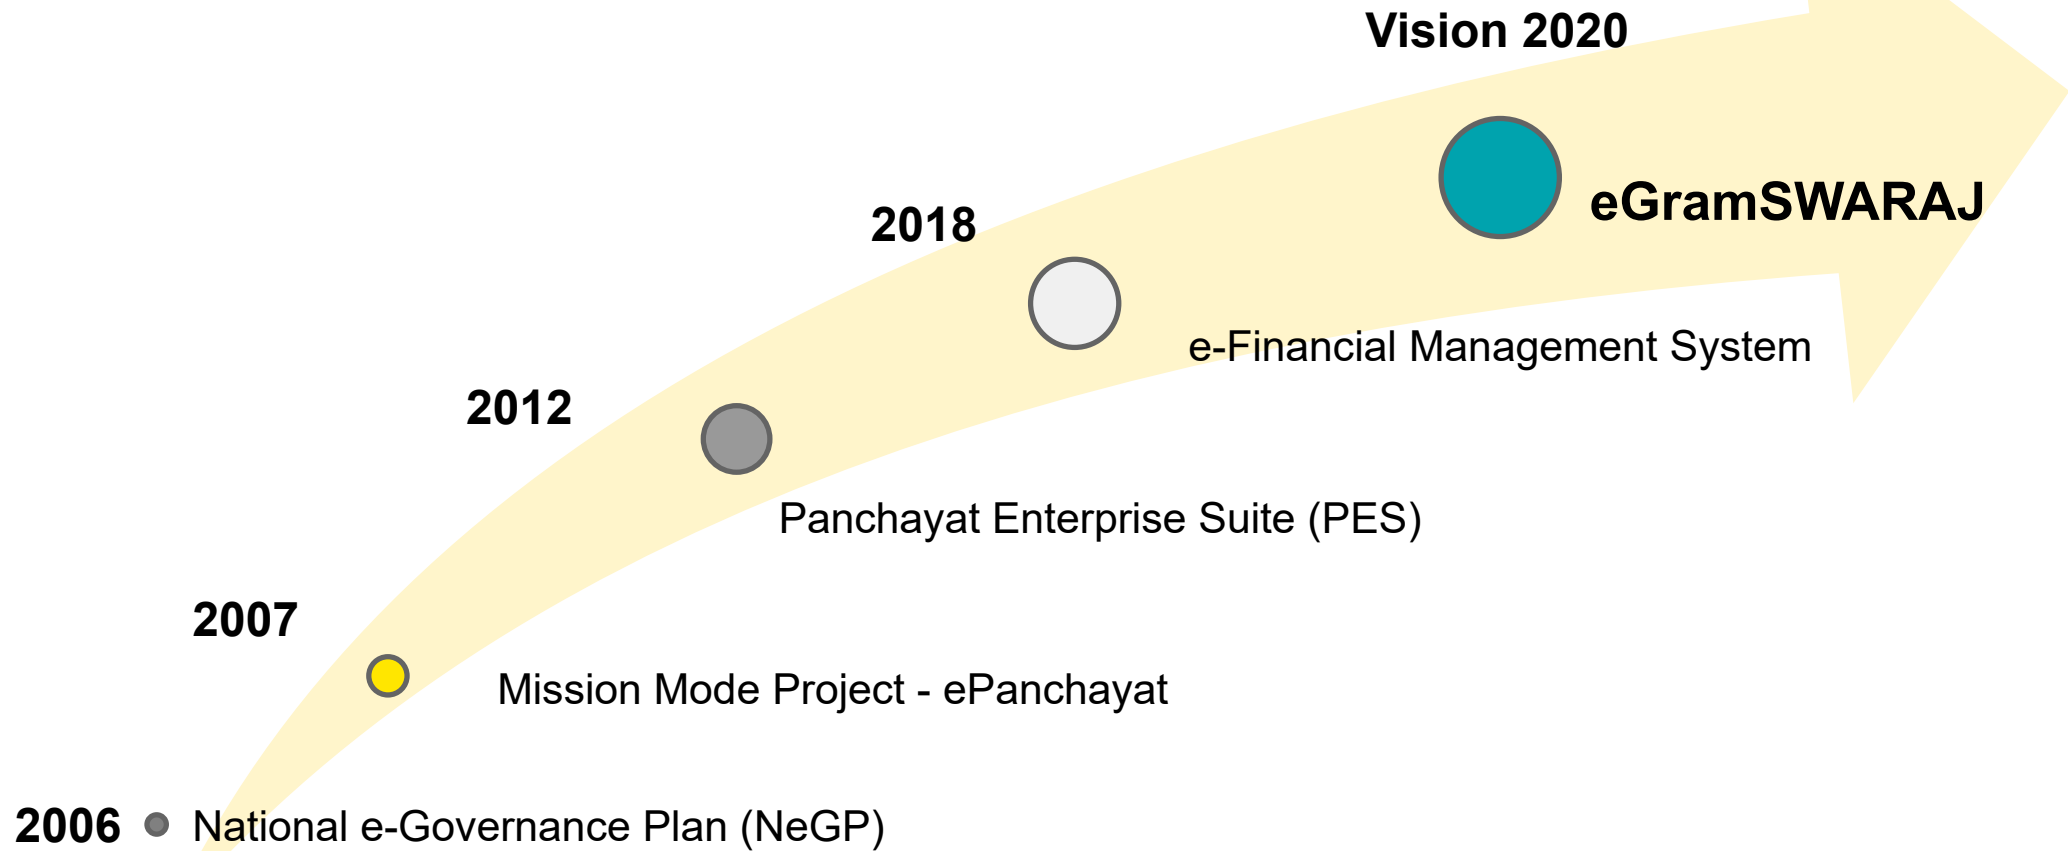 Vision 2020
eGramSWARAJ
2018
e-Financial Management System
2012
Panchayat Enterprise Suite (PES)
2007
Mission Mode Project - ePanchayat
2006
National e-Governance Plan (NeGP)